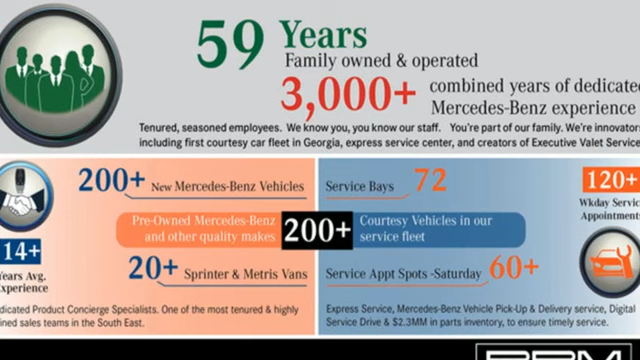 59 Years
Family owned & operated
3,000+ combined years of dedicated
Mercedes-Benz experience
Tenured, seasoned employees. We know you, you know our staff. You're part of our family. We're innovators
including first courtesy car fleet in Georgia, express service center, and creators of Executive Valet Service
200+ New Mercedes-Benz Vehicles
Pre-Owned Mercedes-Benz
and other quality makes
200+
20+ Sprinter & Metris Vans
14+
Years Avg.
Experience
dicated Product Concierge Specialists. One of the most tenured & highly
ined sales teams in the South East.
Service Bays 72
Courtesy Vehicles in our
service fleet
Service Appt Spots -Saturday 60+
120+
Wkday Service
Appointments
Express Service, Mercedes-Benz Vehicle Pick-Up & Delivery service, Digital
Service Drive & $2.3MM in parts inventory, to ensure timely service.